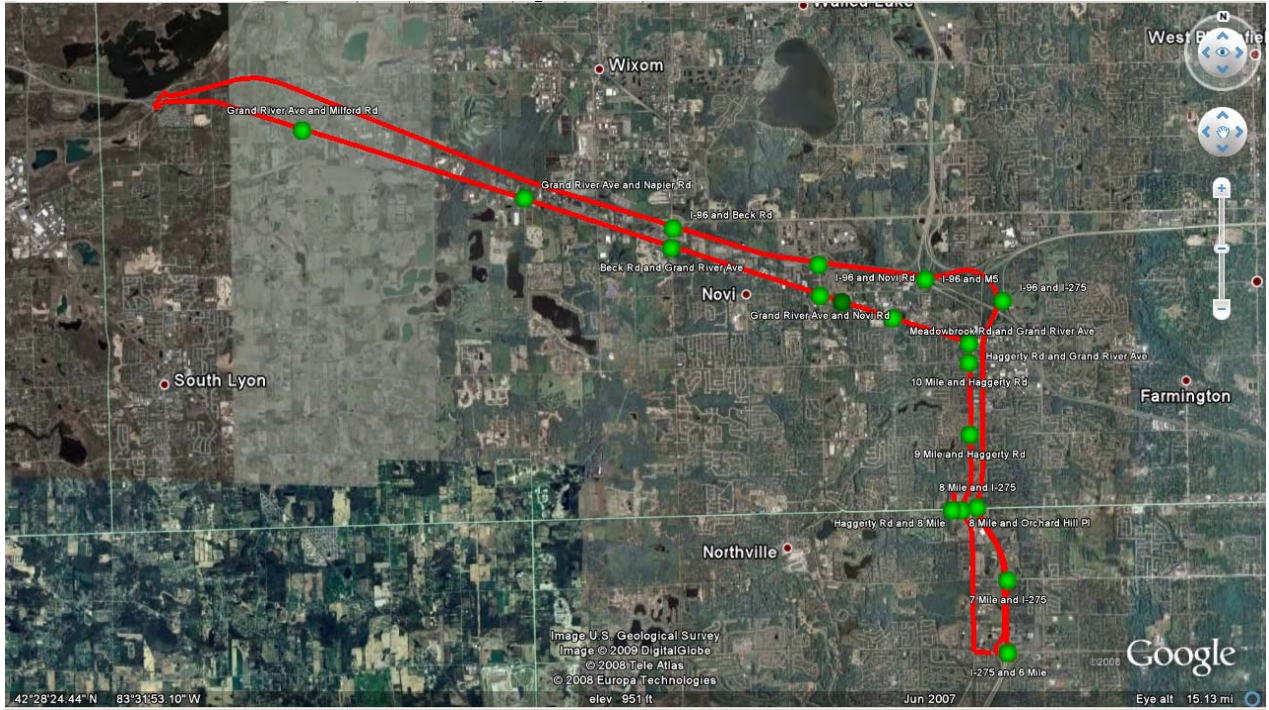 Walled Lake
N
West Bloomfiel
Wixom
Grand River Ave and Milford Rd
Grand River Ave and Napier Rd
I-96 and Beck Rd
Beck Rd and Grand River Ave
I-96 and Novi Rd
I-96 and M5
I-96 and I-275
Novi
Grand River Ave and Novi Rd
Meadowbrook Rd and Grand River Ave
Haggerty Rd and Grand River Ave
South Lyon
10 Mile and Haggerty Rd
Farmington
9 Mile and Haggerty Rd
8 Mile and I-275
Haggerty Rd and 8 Mile
8 Mile and Orchard Hill Pl
Northville
7 Mile and I-275
Image U.S. Geological Survey
Image © 2009 DigitalGlobe
© 2008 Tele Atlas
© 2008 Europa Technologies
©2008 Google
I-275 and 6 Mile
42°28'24.44" N 83°31'53.10" W
elev 951 ft
Jun 2007
Eye alt 15.13 mi